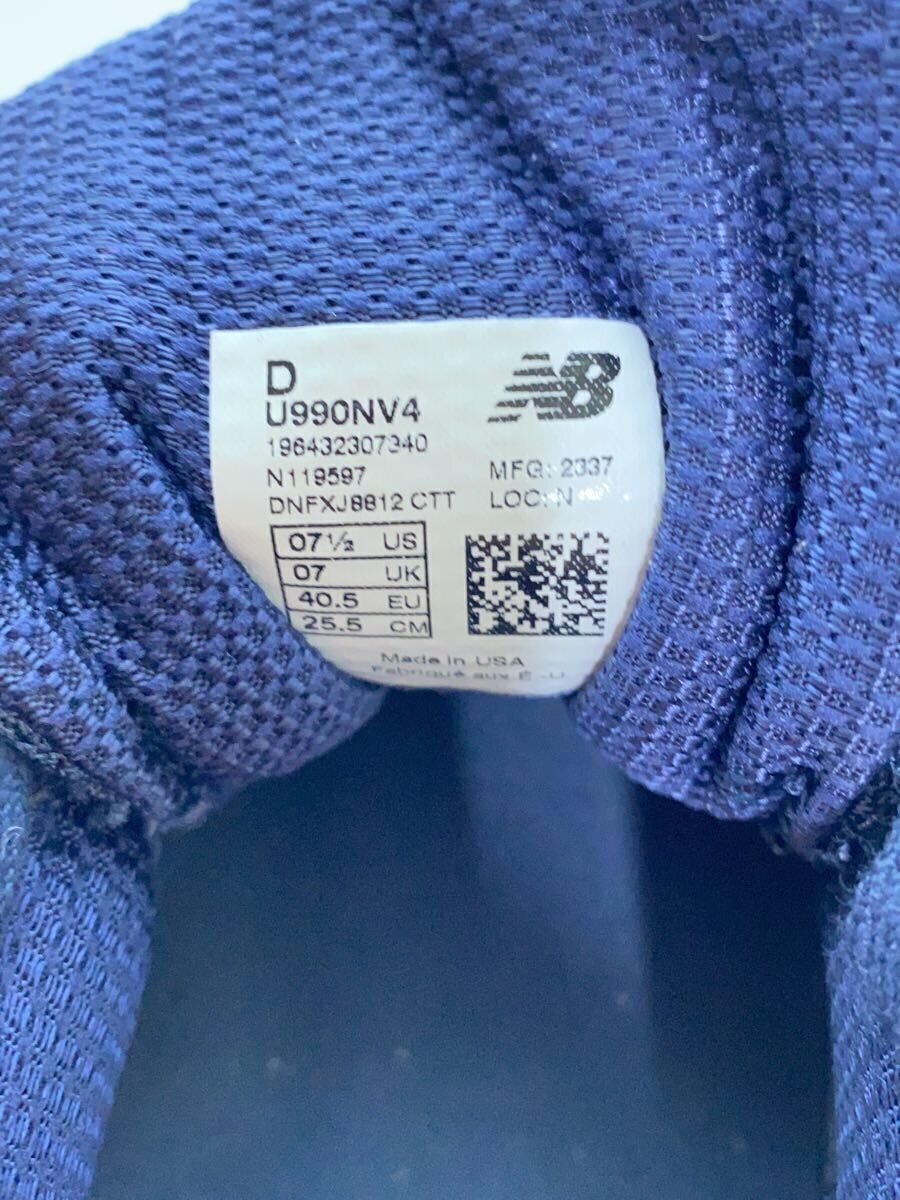 D
NB
U990NV4
196432307340
N119597
MFG: 2337
DNFXJ8812 CTT
LOC: N
07½ US
07 UK
40.5 EU
25.5 CM
Made in USA
Fabriqué aux É.-U.